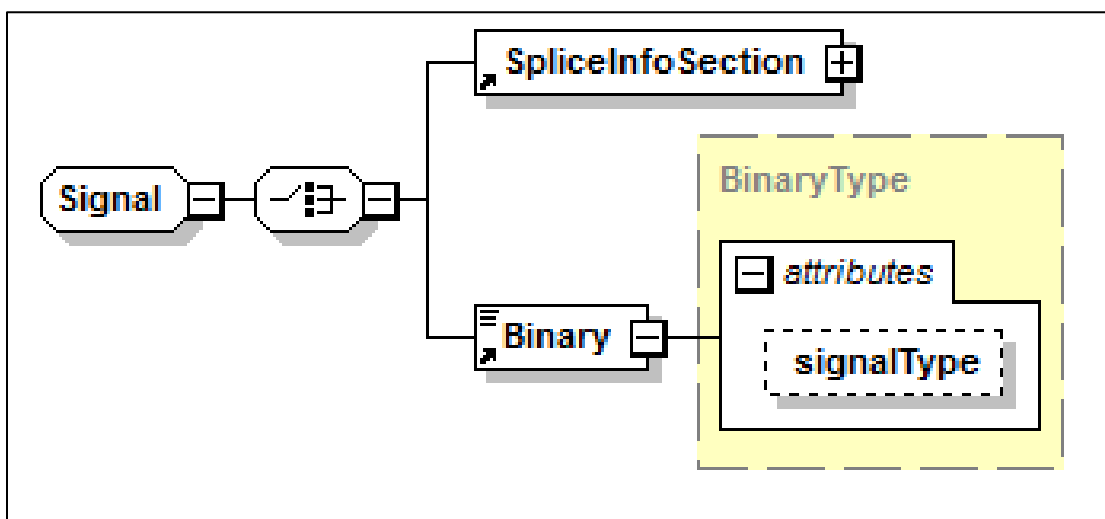 SpliceInfoSection
Signal
BinaryType
attributes
Binary
signalType